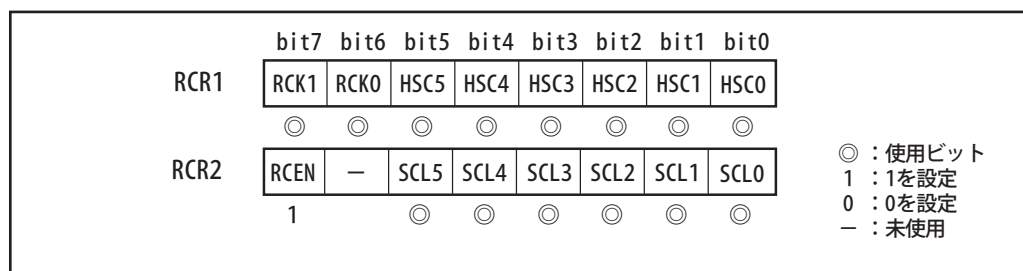 bit7 bit6 bit5 bit4 bit3 bit2 bit1 bit0
RCR1 RCK1 RCK0 HSC5 HSC4 HSC3 HSC2 HSC1 HSC0
◎ ◎ ◎ ◎ ◎ ◎ ◎ ◎
RCR2 RCEN － SCL5 SCL4 SCL3 SCL2 SCL1 SCL0
1 ◎ ◎ ◎ ◎ ◎ ◎
◎ ：使用ビット
1 ：1を設定
0 ：0を設定
－ ：未使用